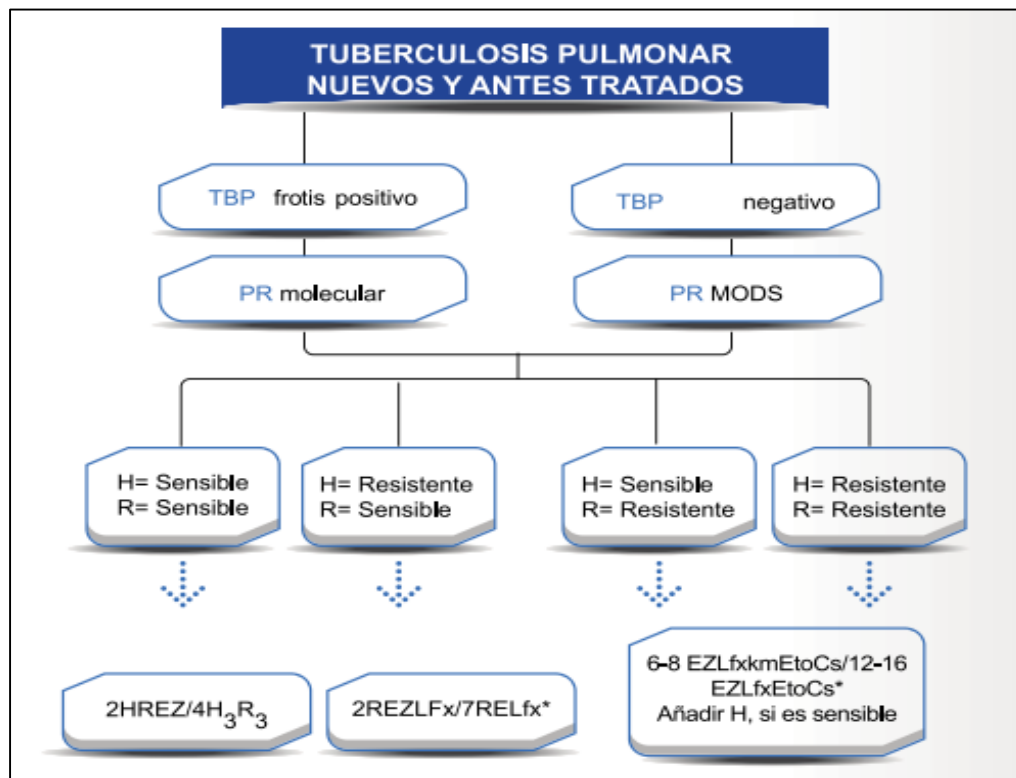 TUBERCULOSIS PULMONAR
NUEVOS Y ANTES TRATADOS
TBP frotis positivo
TBP negativo
PR molecular
PR MODS
H= Sensible
R= Sensible
H= Resistente
R= Sensible
H= Sensible
R= Resistente
H= Resistente
R= Resistente
2HREZ/4H₃R₃
2REZLFx/7RELfx*
6-8 EZLfxkmEtoCs/12-16
EZLfxEtoCs*
Añadir H, si es sensible